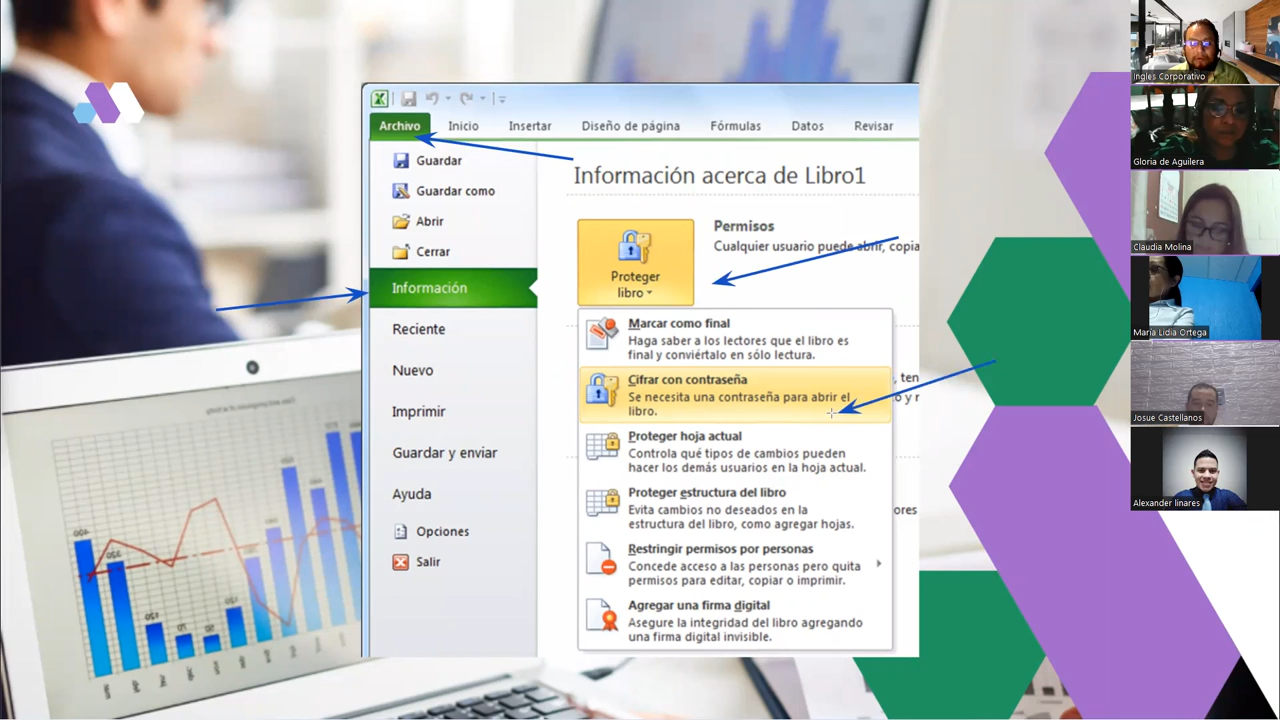 Archivo
Inicio
Insertar
Diseño de página
Fórmulas
Datos
Revisar
Guardar
Guardar como
Abrir
Cerrar
Información
Reciente
Nuevo
Imprimir
Guardar y enviar
Ayuda
Opciones
Salir
Información acerca de Libro1
Proteger
libro
Permisos
Cualquier usuario puede abrir, copia
Marcar como final
Haga saber a los lectores que el libro es
final y conviértalo en sólo lectura.
Cifrar con contraseña
Se necesita una contraseña para abrir el
libro.
Proteger hoja actual
Controla qué tipos de cambios pueden
hacer los demás usuarios en la hoja actual.
Proteger estructura del libro
Evita cambios no deseados en la
estructura del libro, como agregar hojas.
Restringir permisos por personas
Concede acceso a las personas pero quita
permisos para editar, copiar o imprimir.
Agregar una firma digital
Asegure la integridad del libro agregando
una firma digital invisible.
Ingles Corporativo
Gloria de Aguilera
Claudia Molina
María Lidia Ortega
Josue Castellanos
Alexander linares